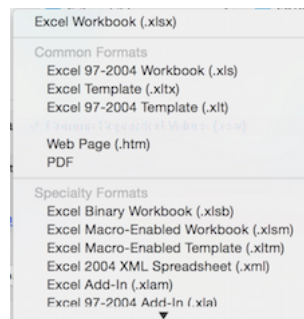 Excel Workbook (.xlsx)
Common Formats
Excel 97-2004 Workbook (.xls)
Excel Template (.xltx)
Excel 97-2004 Template (.xlt)
Web Page (.htm)
PDF
Specialty Formats
Excel Binary Workbook (.xlsb)
Excel Macro-Enabled Workbook (.xlsm)
Excel Macro-Enabled Template (.xltm)
Excel 2004 XML Spreadsheet (.xml)
Excel Add-In (.xlam)
Excel 97-2004 Add-In (.xla)